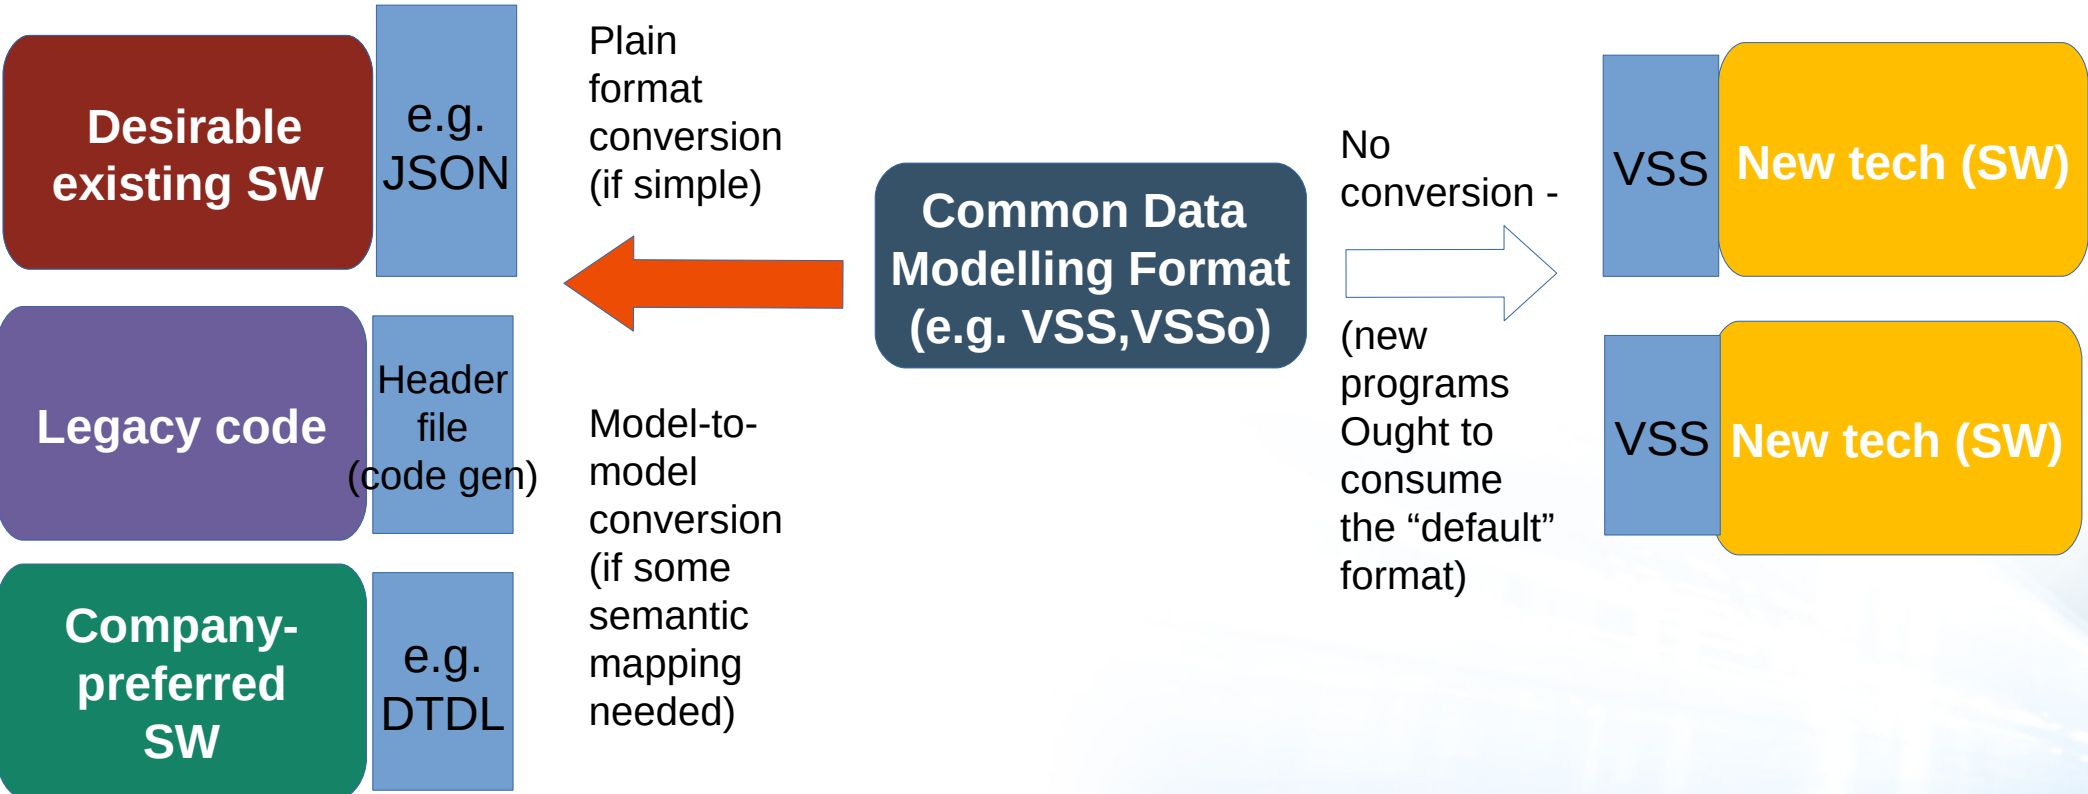 Desirable
existing SW
e.g.
JSON
Legacy code
Header
file
(code gen)
Company-
preferred
SW
e.g.
DTDL
Plain
format
conversion
(if simple)
Model-to-
model
conversion
(if some
semantic
mapping
needed)
Common Data
Modelling Format
(e.g. VSS,VSSo)
No
conversion -
(new
programs
Ought to
consume
the “default”
format)
VSS
New tech (SW)
VSS
New tech (SW)